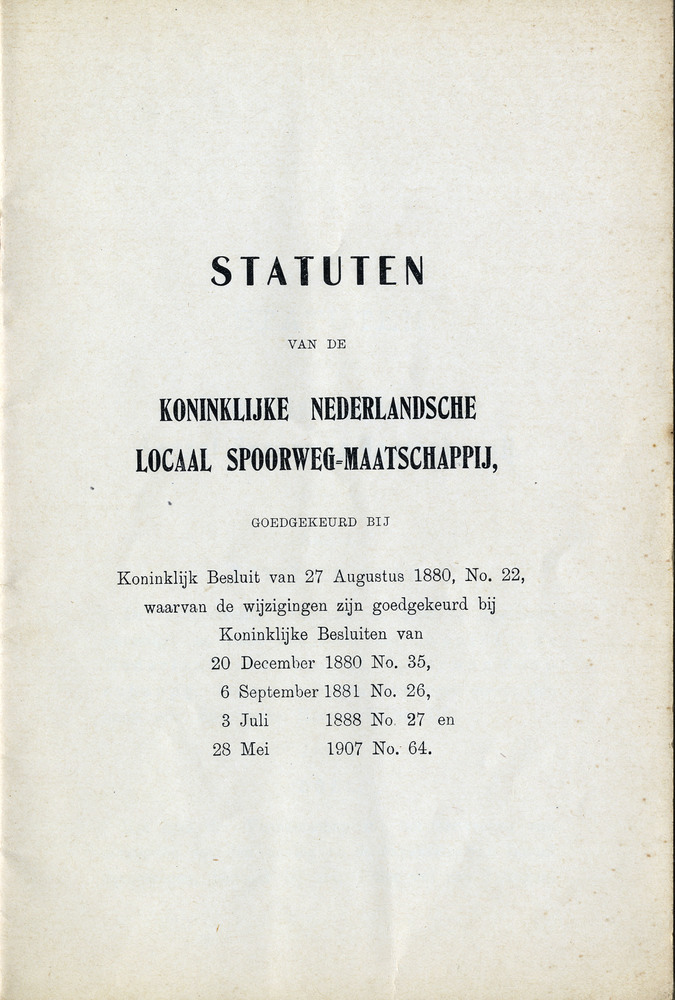 STATUTEN
VAN DE
KONINKLIJKE NEDERLANDSCHE
LOCAAL SPOORWEG=MAATSCHAPPIJ,
GOEDGEKEURD BIJ
Koninklijk Besluit van 27 Augustus 1880, No. 22,
waarvan de wijzigingen zijn goedgekeurd bij
Koninklijke Besluiten van
20 December 1880 No. 35,
6 September 1881 No. 26,
3 Juli 1888 No. 27 en
28 Mei 1907 No. 64.